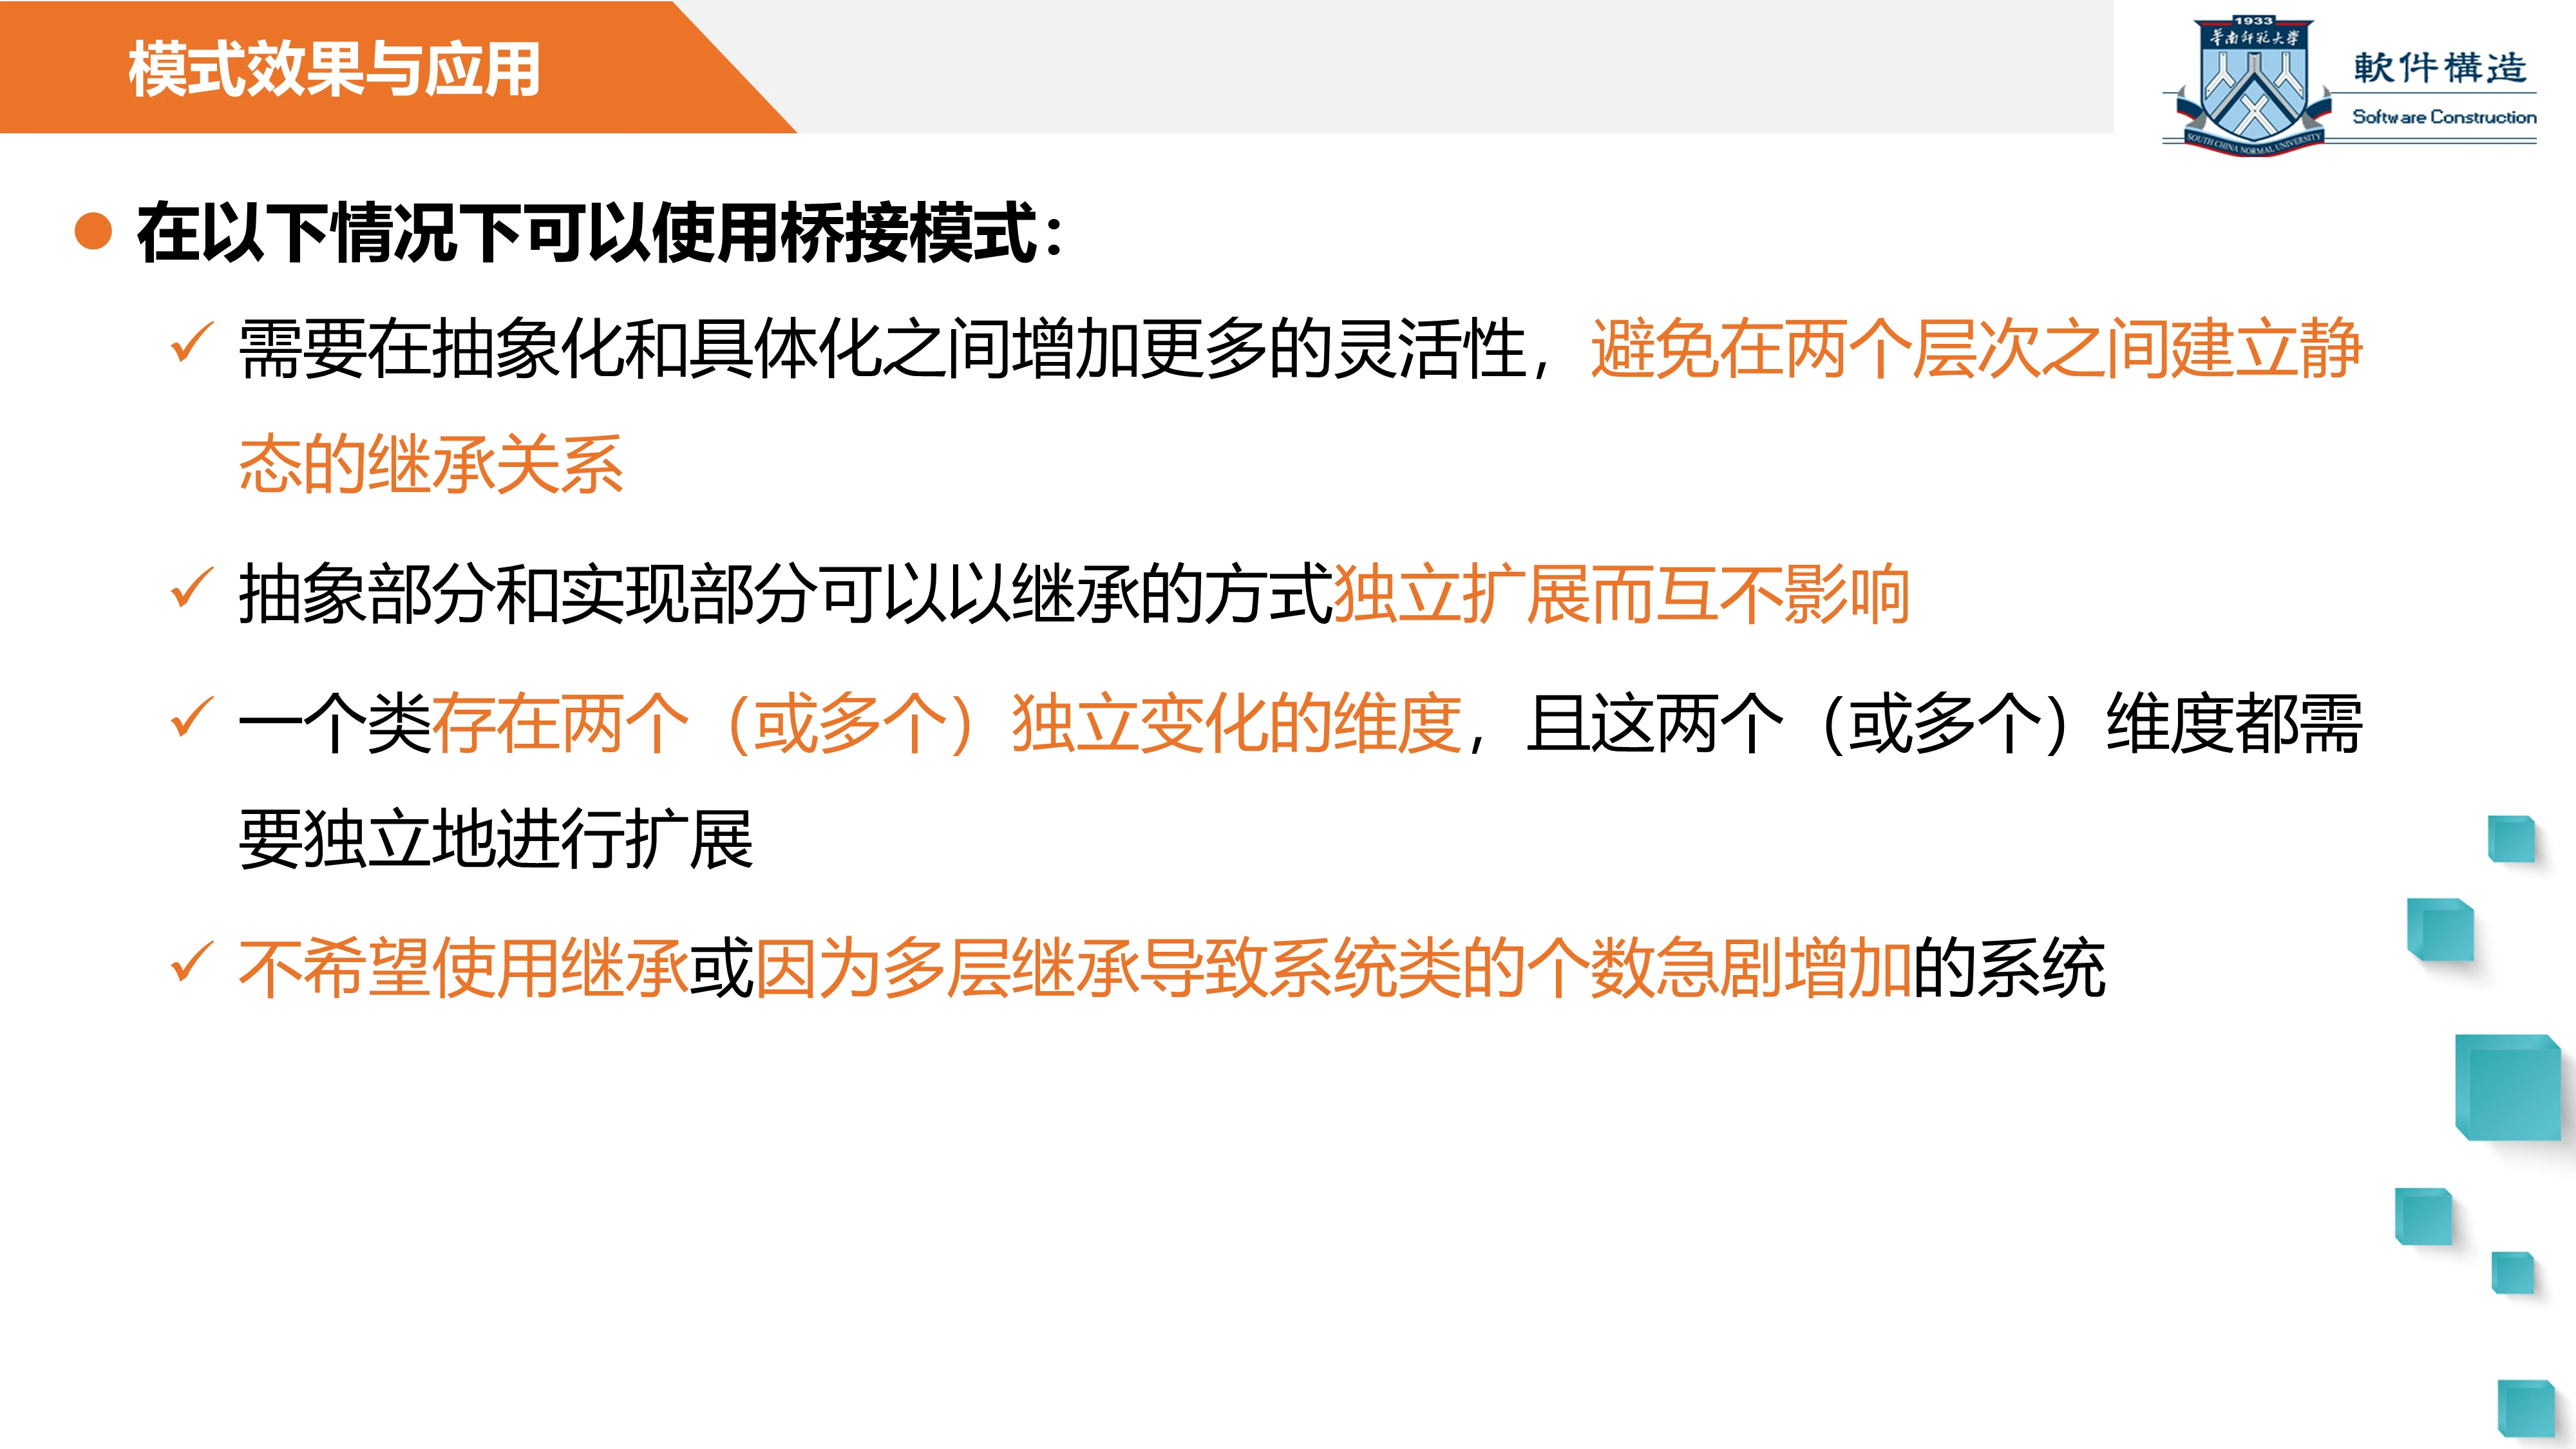 模式效果与应用
1933
华南师范大学
SOUTH CHINA NORMAL UNIVERSITY
軟件構造
Software Construction
在以下情况下可以使用桥接模式：
需要在抽象化和具体化之间增加更多的灵活性，避免在两个层次之间建立静
态的继承关系
抽象部分和实现部分可以以继承的方式独立扩展而互不影响
一个类存在两个（或多个）独立变化的维度，且这两个（或多个）维度都需
要独立地进行扩展
不希望使用继承或因为多层继承导致系统类的个数急剧增加的系统